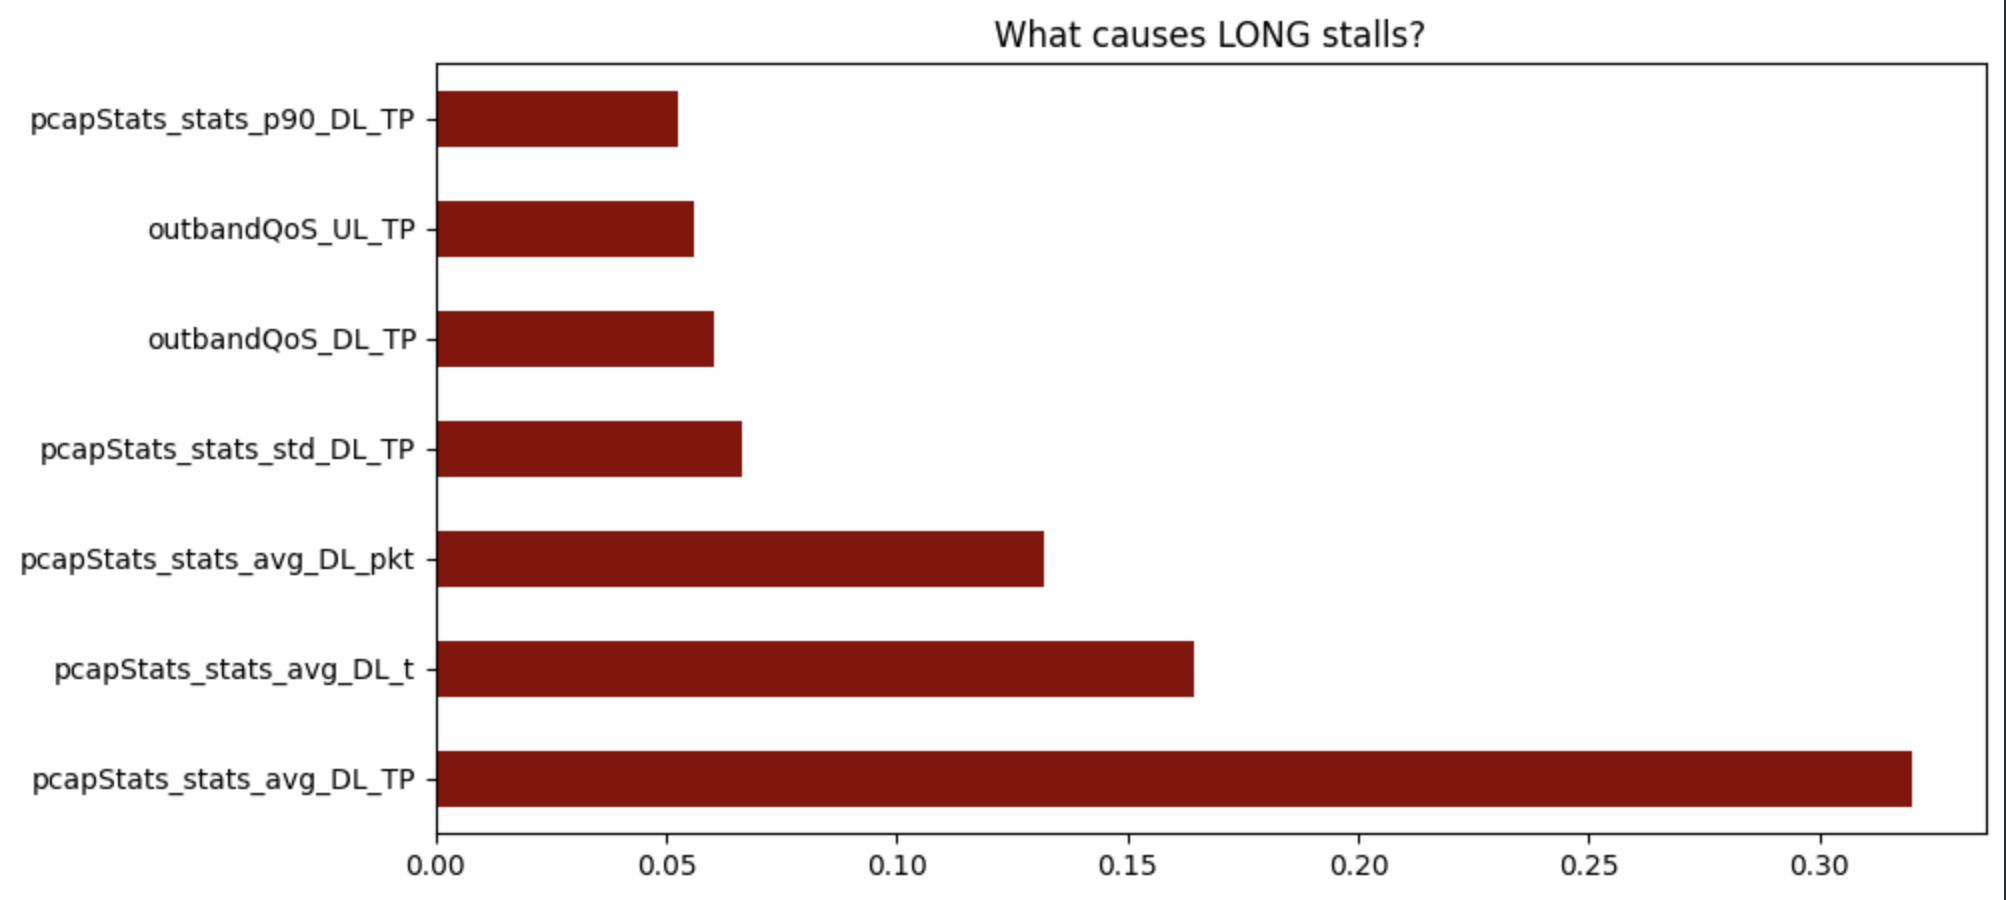 What causes LONG stalls?
pcapStats_stats_p90_DL_TP
outbandQoS_UL_TP
outbandQoS_DL_TP
pcapStats_stats_std_DL_TP
pcapStats_stats_avg_DL_pkt
pcapStats_stats_avg_DL_t
pcapStats_stats_avg_DL_TP
0.00 0.05 0.10 0.15 0.20 0.25 0.30